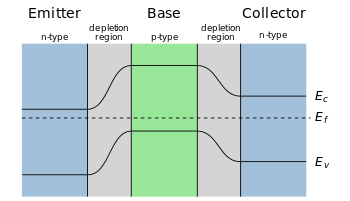 Emitter Base Collector
n-type depletion region p-type depletion region n-type
E_c
E_f
E_v